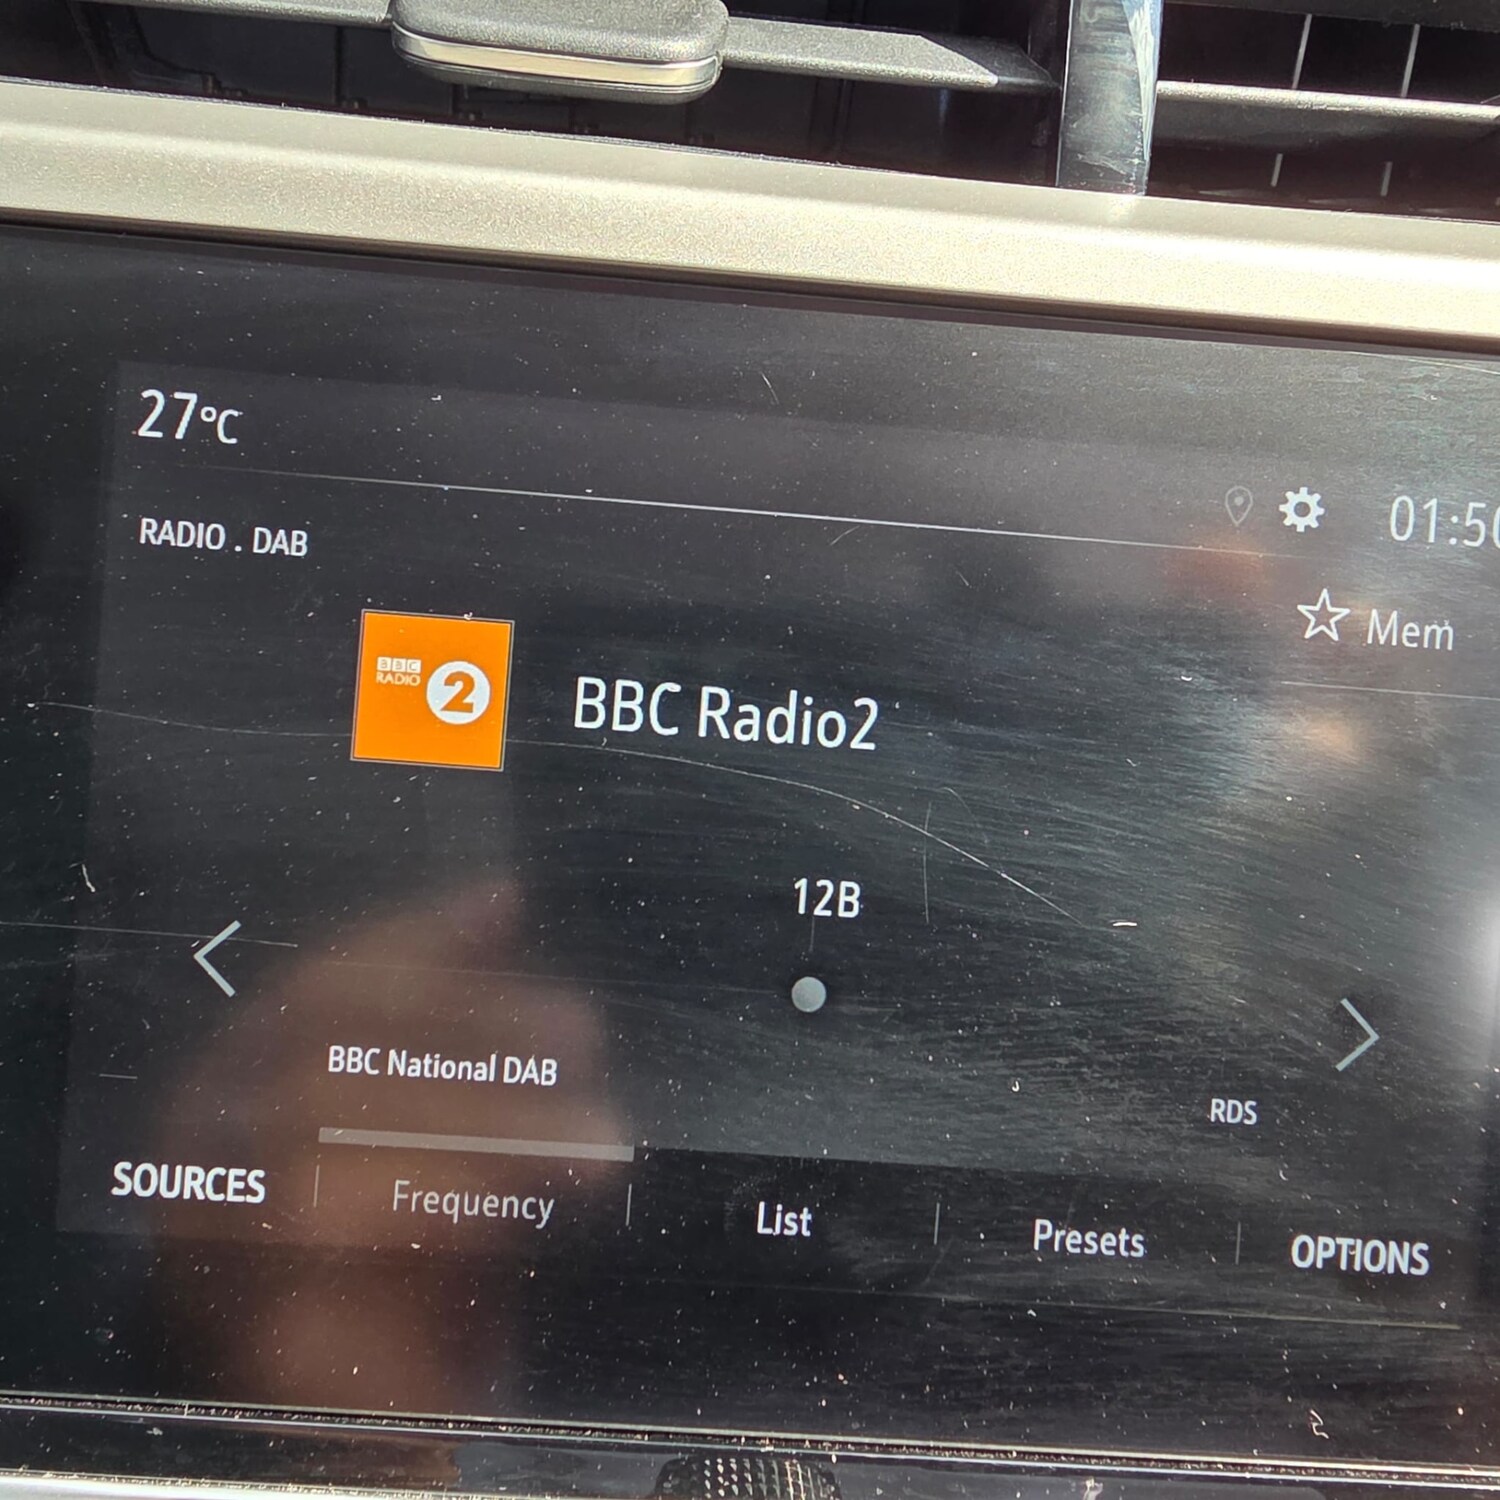 27°C
01:5
RADIO . DAB
Mem
BBC
RADIO
2
BBC Radio2
12B
BBC National DAB
RDS
SOURCES
Frequency
List
Presets
OPTIONS